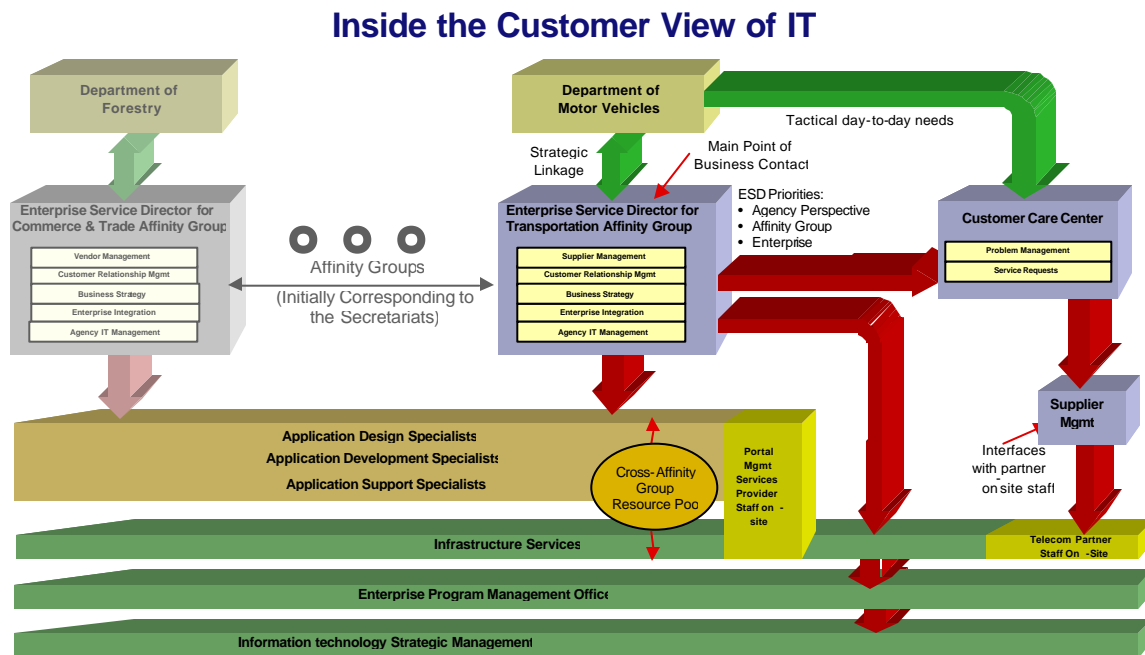 Inside the Customer View of IT
Department of
Forestry
Department of
Motor Vehicles
Tactical day-to-day needs
Strategic
Linkage
Main Point of
Business Contact
Enterprise Service Director for
Commerce & Trade Affinity Group
Vendor Management
Customer Relationship Mgmt
Business Strategy
Enterprise Integration
Agency IT Management
Affinity Groups
(Initially Corresponding to
the Secretariats)
Enterprise Service Director for
Transportation Affinity Group
Supplier Management
Customer Relationship Mgmt
Business Strategy
Enterprise Integration
Agency IT Management
ESD Priorities:
• Agency Perspective
• Affinity Group
• Enterprise
Customer Care Center
Problem Management
Service Requests
Supplier
Mgmt
Interfaces
with partner
on-site staff
Application Design Specialists
Application Development Specialists
Application Support Specialists
Cross-Affinity
Group
Resource Poo
Portal
Mgmt
Services
Provider
Staff on -
site
Infrastructure Services
Telecom Partner
Staff On -Site
Enterprise Program Management Office
Information technology Strategic Management